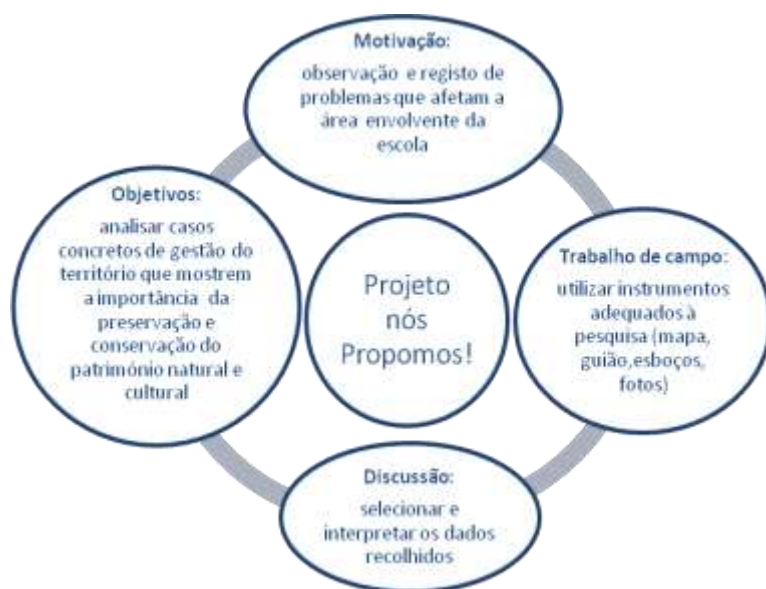 Motivação:
observação e registo de
problemas que afetam a
área envolvente da
escola
Objetivos:
analisar casos
concretos de gestão do
território que mostrem
a importância da
preservação e
conservação do
património natural e
cultural
Projeto
nós
Propomos!
Trabalho de campo:
utilizar instrumentos
adequados à
pesquisa (mapa,
guião,esboços,
fotos)
Discussão:
selecionar e
interpretar os dados
recolhidos